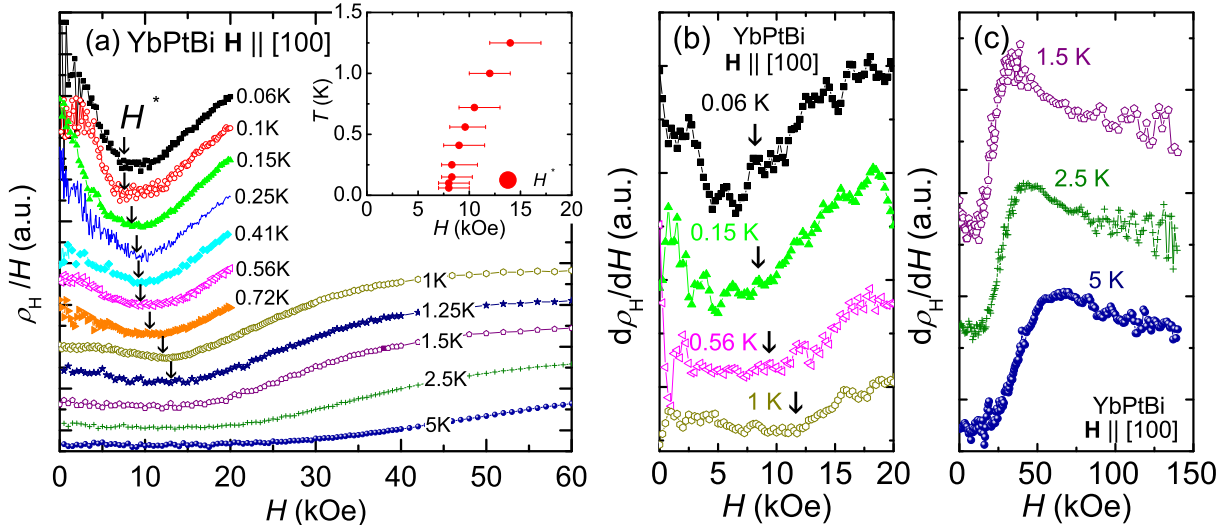 (a) YbPtBi H || [100]
H*
0.06K
0.1K
0.15K
0.25K
0.41K
0.56K
0.72K
1K
1.25K
1.5K
2.5K
5K
ρH/H (a.u.)
0 10 20 30 40 50 60
H (kOe)
1.5
1.0
0.5
0.0
T (K)
H*
0 5 10 15 20
H (kOe)
(b) YbPtBi
H || [100]
0.06 K
0.15 K
0.56 K
1 K
dρH/dH (a.u.)
0 5 10 15 20
H (kOe)
(c)
1.5 K
2.5 K
5 K
YbPtBi
H || [100]
dρH/dH (a.u.)
0 50 100 150
H (kOe)